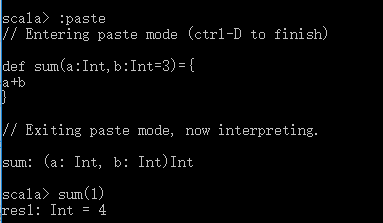 scala> :paste
// Entering paste mode (ctrl-D to finish)
def sum(a:Int,b:Int=3)={
a+b
}
// Exiting paste mode, now interpreting.
sum: (a: Int, b: Int)Int
scala> sum(1)
res1: Int = 4